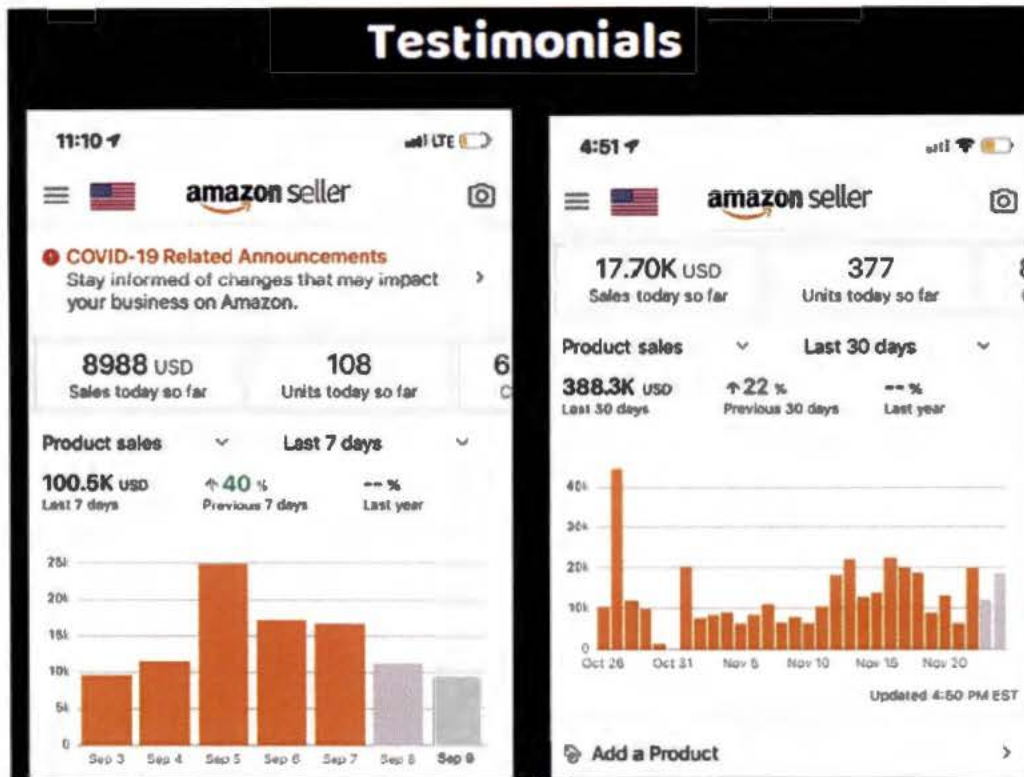 Testimonials
11:10
LTE
amazon seller
COVID-19 Related Announcements
Stay informed of changes that may impact
your business on Amazon.
8988 USD
Sales today so far
108
Units today so far
6
C
Product sales
Last 7 days
100.5K USD
Last 7 days
↑ 40 %
Previous 7 days
-- %
Last year
25k
20k
15k
10k
5k
0
Sep 3 Sep 4 Sep 5 Sep 6 Sep 7 Sep 8 Sep 9
4:51
amazon seller
17.70K USD
Sales today so far
377
Units today so far
Product sales
Last 30 days
388.3K USD
Last 30 days
↑ 22 %
Previous 30 days
-- %
Last year
40k
30k
20k
10k
0
Oct 26 Oct 31 Nov 5 Nov 10 Nov 15 Nov 20
Updated 4:50 PM EST
Add a Product